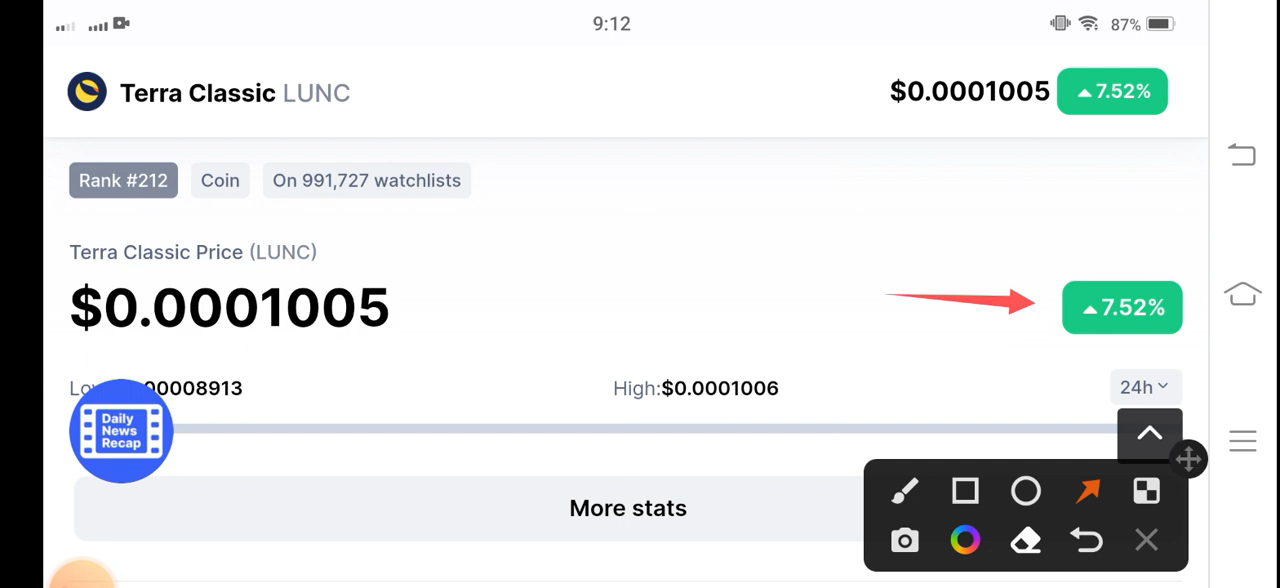 9:12
87%
Terra Classic LUNC
$0.0001005
7.52%
Rank #212
Coin
On 991,727 watchlists
Terra Classic Price (LUNC)
$0.0001005
7.52%
00008913
High:$0.0001006
24h
Daily
News
Recap
More stats